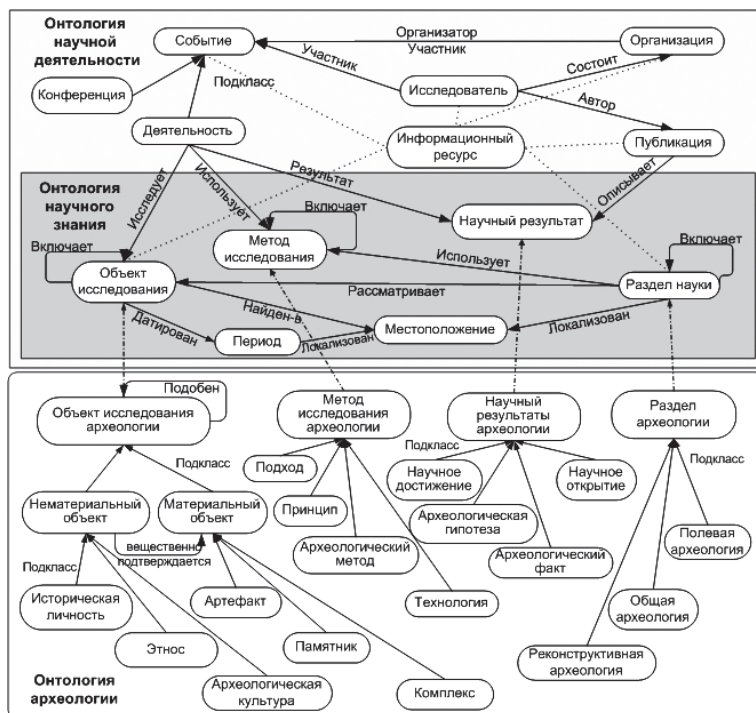 Онтология
научной
деятельности
Событие
Организатор
Участник
Организация
Участник
Состоит
Исследователь
Конференция
Подкласс
Автор
Деятельность
Информационный
ресурс
Публикация
Результат
Описывает
Исследует
Использует
Онтология
научного
знания
Включает
Научный результат
Включает
Метод
исследования
Включает
Объект
исследования
Использует
Раздел науки
Рассматривает
Найден-в
Датирован
Период
Локализован
Местоположение
Локализован
Подобен
Объект исследования
археологии
Метод
исследования
археологии
Научный
результаты
археологии
Раздел
археологии
Подкласс
Подкласс
Подкласс
Подход
Научное
достижение
Научное
открытие
Нематериальный
объект
Материальный
объект
Принцип
Археологическая
гипотеза
Полевая
археология
вещественно
подтверждается
Археологический
метод
Археологический
факт
Подкласс
Историческая
личность
Артефакт
Технология
Общая
археология
Этнос
Памятник
Реконструктивная
археология
Онтология
археологии
Археологическая
культура
Комплекс